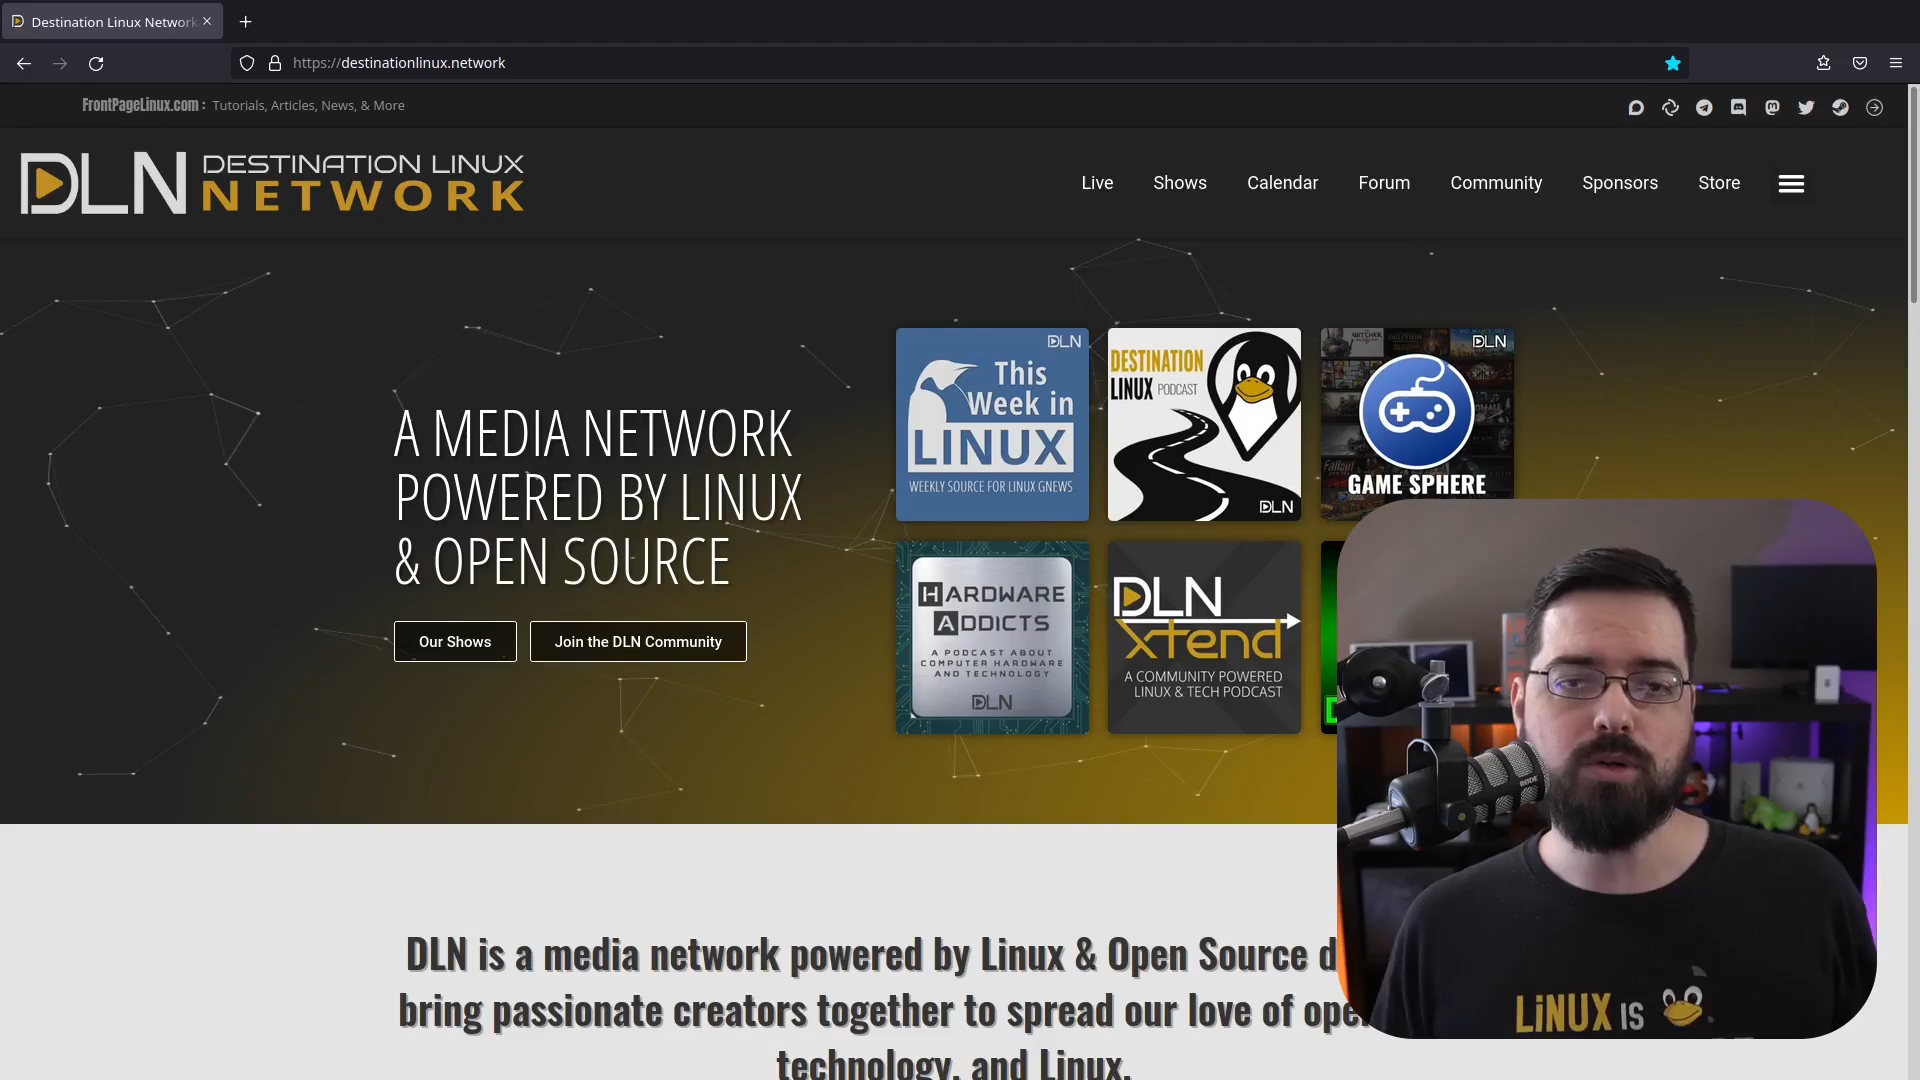 Destination Linux Network
https://destinationlinux.network
FrontPageLinux.com : Tutorials, Articles, News, & More
DLN DESTINATION LINUX
NETWORK
Live Shows Calendar Forum Community Sponsors Store
A MEDIA NETWORK
POWERED BY LINUX
& OPEN SOURCE
Our Shows
Join the DLN Community
DLN
This
Week in
LINUX
WEEKLY SOURCE FOR LINUX GNEWS
DESTINATION
LINUX PODCAST
DLN
DLN
GAME SPHERE
HARDWARE
ADDICTS
A PODCAST ABOUT
COMPUTER HARDWARE
AND TECHNOLOGY
DLN
DLN
Xtend
A COMMUNITY POWERED
LINUX & TECH PODCAST
RODE
LiNUX IS
DLN is a media network powered by Linux & Open Source
bring passionate creators together to spread our love of
technology, and Linux.